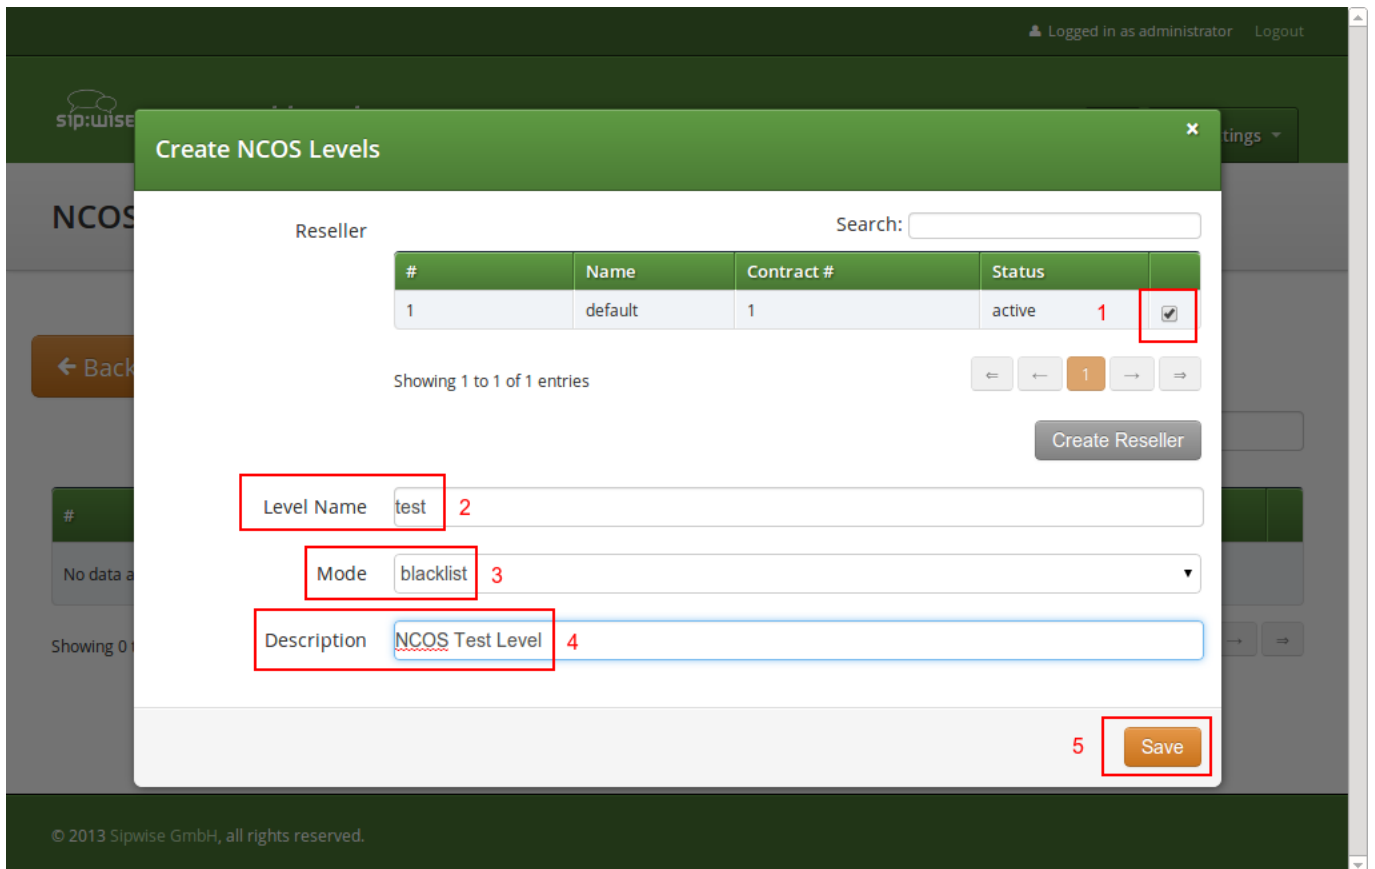 Logged in as administrator Logout
sip:wise
tings
Create NCOS Levels ×
NCOS
Reseller Search:
# Name Contract # Status
1 default 1 active 1
← Back
Showing 1 to 1 of 1 entries ⇐ ← 1 → ⇒
Create Reseller
Level Name test 2
#
Mode blacklist 3
No data a
Description NCOS Test Level 4
Showing 0 t → ⇒
5 Save
© 2013 Sipwise GmbH, all rights reserved.